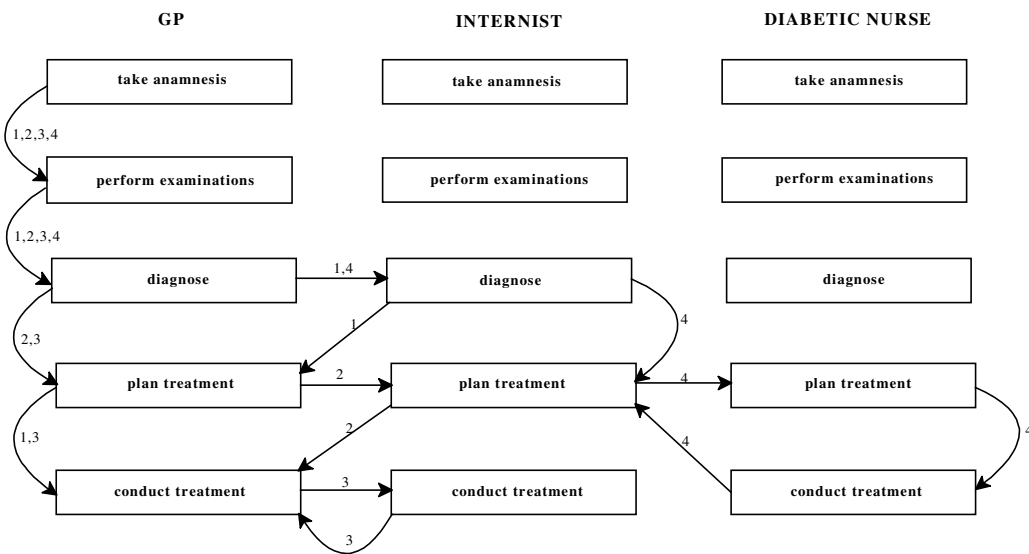 GP INTERNIST DIABETIC NURSE
take anamnesis take anamnesis take anamnesis
1,2,3,4
perform examinations perform examinations perform examinations
1,2,3,4
diagnose 1,4 diagnose diagnose
2,3 1 4
plan treatment 2 plan treatment 4 plan treatment
1,3 2 4 4
conduct treatment 3 conduct treatment conduct treatment
3